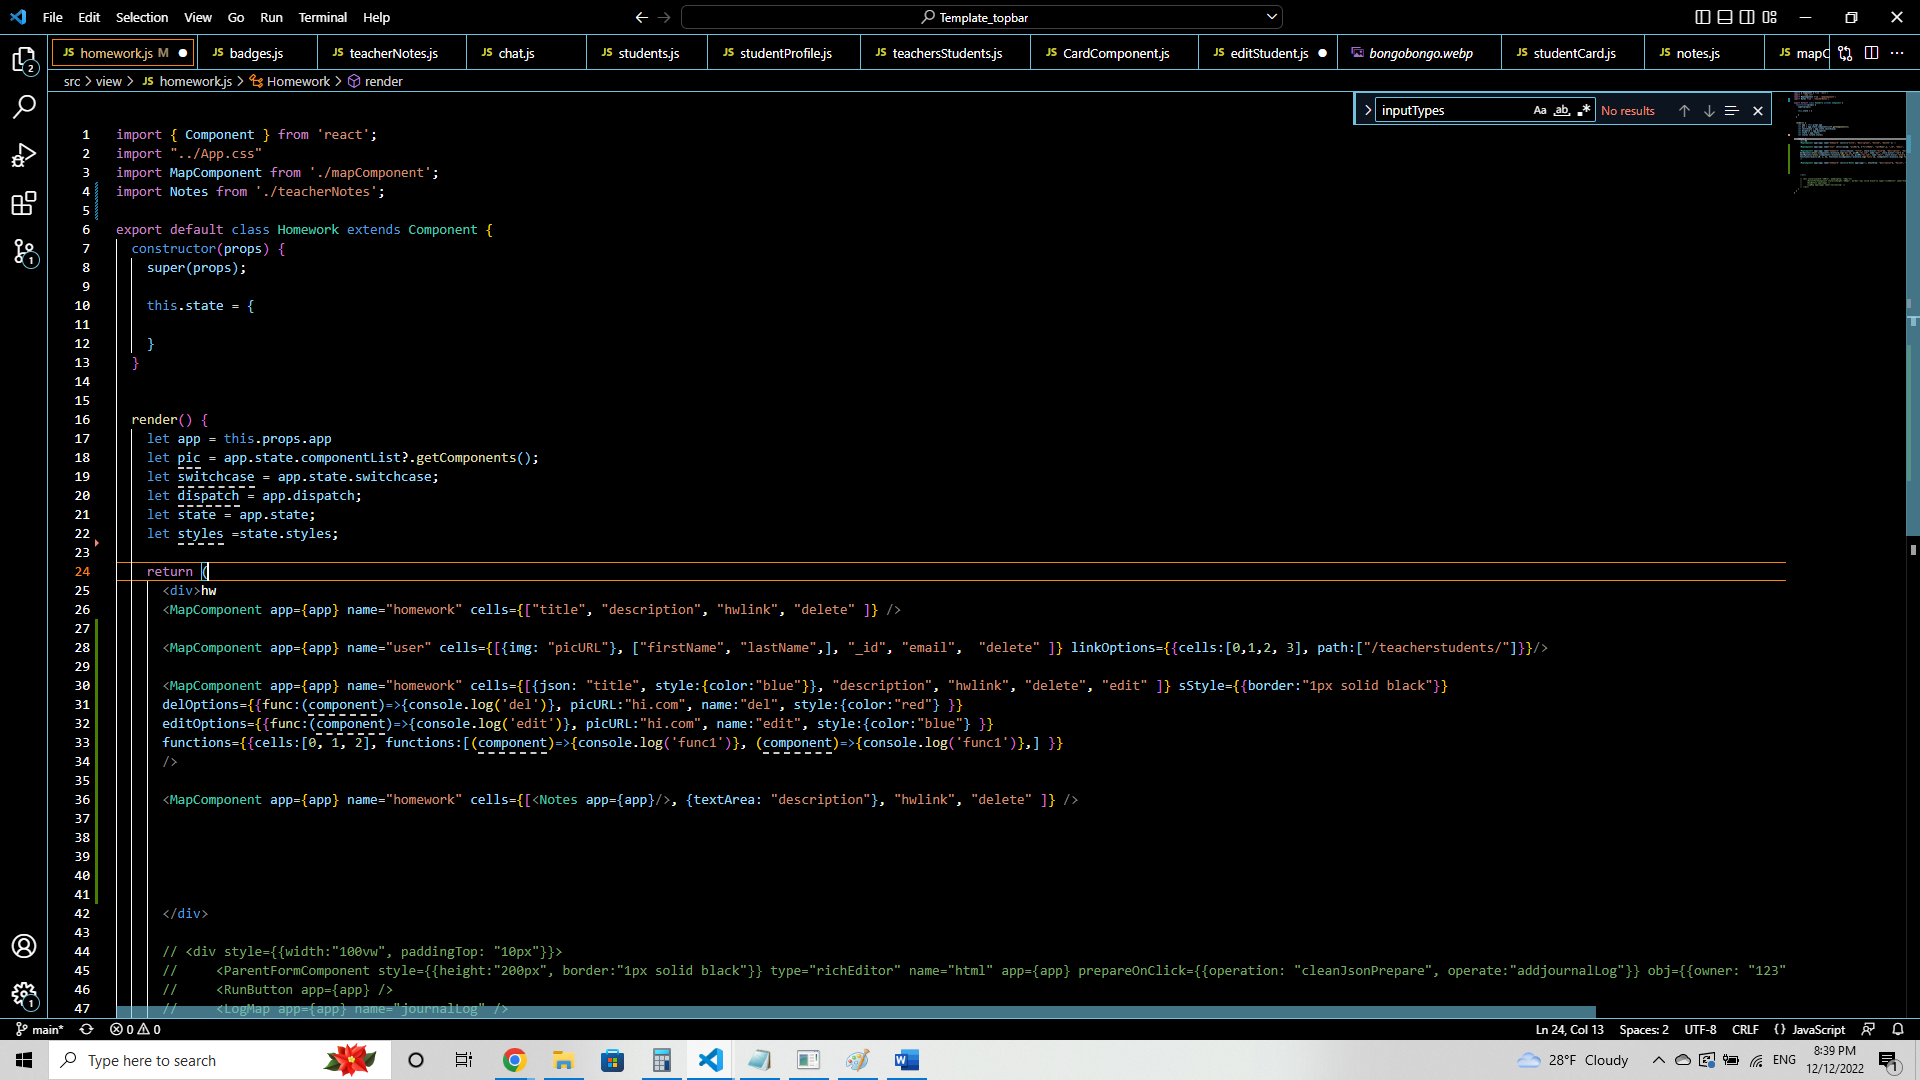 File Edit Selection View Go Run Terminal Help
Template_topbar
JS homework.js M
JS badges.js
JS teacherNotes.js
JS chat.js
JS students.js
JS studentProfile.js
JS teachersStudents.js
JS CardComponent.js
JS editStudent.js
bongobongo.webp
JS studentCard.js
JS notes.js
JS mapC
src > view > JS homework.js > Homework > render
inputTypes Aa ab No results
1 import { Component } from 'react';
2 import "../App.css"
3 import MapComponent from './mapComponent';
4 import Notes from './teacherNotes';
5
6 export default class Homework extends Component {
7 constructor(props) {
8 super(props);
9
10 this.state = {
11
12 }
13 }
14
15
16 render() {
17 let app = this.props.app
18 let pic = app.state.componentList?.getComponents();
19 let switchcase = app.state.switchcase;
20 let dispatch = app.dispatch;
21 let state = app.state;
22 let styles =state.styles;
23
24 return (
25 <div>hw
26 <MapComponent app={app} name="homework" cells={["title", "description", "hwlink", "delete" ]} />
27
28 <MapComponent app={app} name="user" cells={[{img: "picURL"}, ["firstName", "lastName",], "_id", "email",  "delete" ]} linkOptions={{cells:[0,1,2, 3], path:["/teacherstudents/"]}}/>
29
30 <MapComponent app={app} name="homework" cells={[{json: "title", style:{color:"blue"}}, "description", "hwlink", "delete", "edit" ]} sStyle={{border:"1px solid black"}}
31 delOptions={{func:(component)=>{console.log('del')}, picURL:"hi.com", name:"del", style:{color:"red"} }}
32 editOptions={{func:(component)=>{console.log('edit')}, picURL:"hi.com", name:"edit", style:{color:"blue"} }}
33 functions={{cells:[0, 1, 2], functions:[(component)=>{console.log('func1')}, (component)=>{console.log('func1')},] }}
34 />
35
36 <MapComponent app={app} name="homework" cells={[<Notes app={app}/>, {textArea: "description"}, "hwlink", "delete" ]} />
37
38
39
40
41
42 </div>
43
44 // <div style={{width:"100vw", paddingTop: "10px"}}>
45 //     <ParentFormComponent style={{height:"200px", border:"1px solid black"}} type="richEditor" name="html" app={app} prepareOnClick={{operation: "cleanJsonPrepare", operate:"addjournalLog"}} obj={{owner: "123"
46 //     <RunButton app={app} />
47 //     <LogMap app={app} name="journalLog" />
main* 0 0 Ln 24, Col 13 Spaces: 2 UTF-8 CRLF {} JavaScript
Type here to search
28°F Cloudy
ENG
8:39 PM
12/12/2022